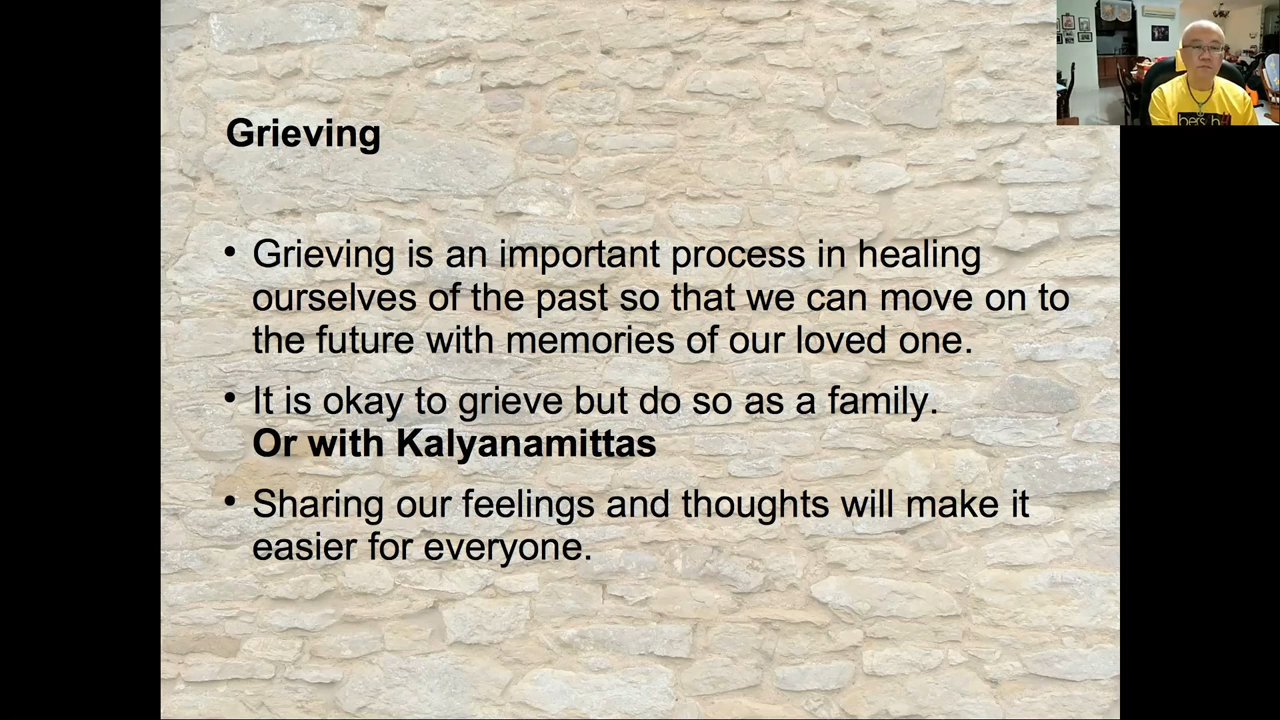 Grieving
• Grieving is an important process in healing
ourselves of the past so that we can move on to
the future with memories of our loved one.
• It is okay to grieve but do so as a family.
Or with Kalyanamittas
• Sharing our feelings and thoughts will make it
easier for everyone.